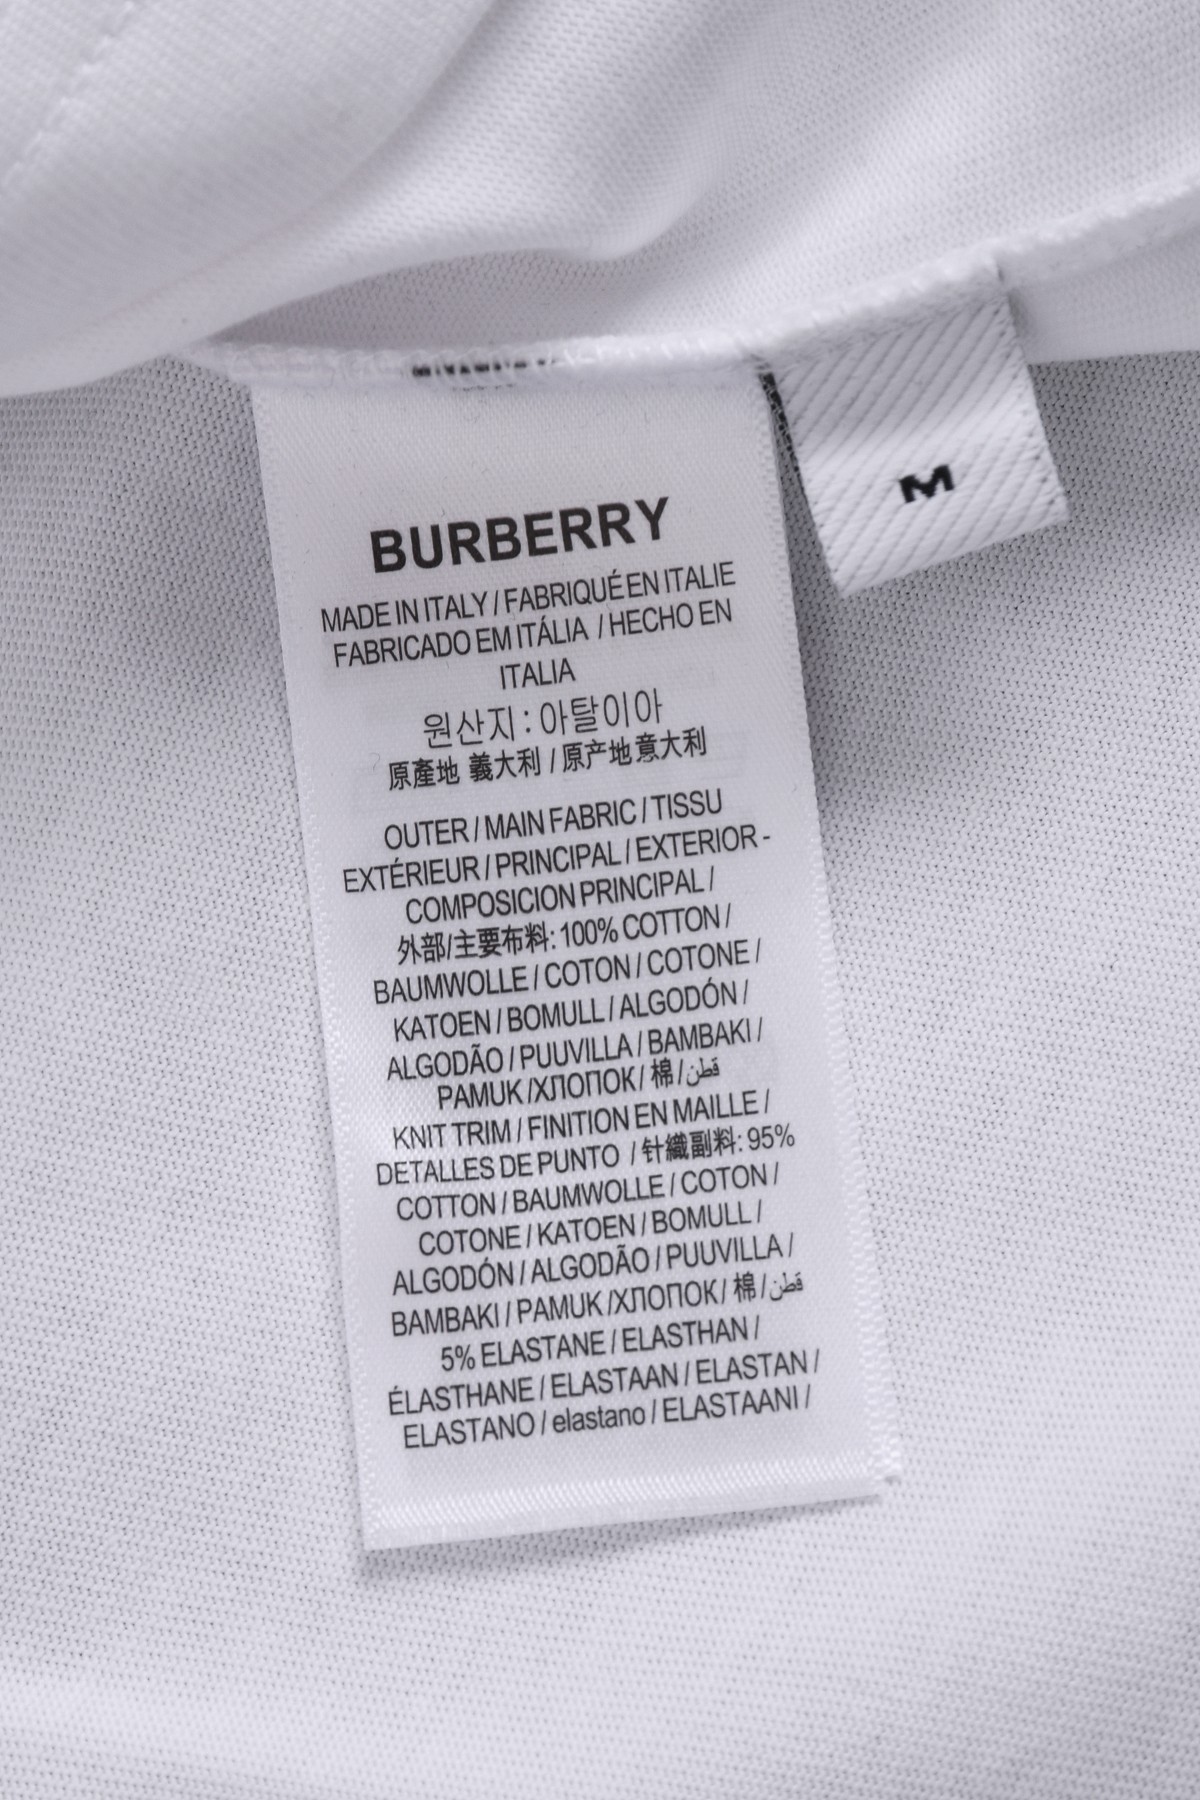 BURBERRY
MADE IN ITALY / FABRIQUÉ EN ITALIE
FABRICADO EM ITÁLIA / HECHO EN
ITALIA
원산지 : 아탈이아
原產地 義大利 / 原产地意大利
OUTER / MAIN FABRIC / TISSU
EXTÉRIEUR / PRINCIPAL / EXTERIOR -
COMPOSICION PRINCIPAL /
外部/主要布料: 100% COTTON /
BAUMWOLLE / COTON / COTONE /
KATOEN / BOMULL / ALGODÓN /
ALGODÃO / PUUVILLA / BAMBAKI /
PAMUK /ХЛОПОК / 棉 / قطن
KNIT TRIM / FINITION EN MAILLE /
DETALLES DE PUNTO / 针織副料: 95%
COTTON / BAUMWOLLE / COTON /
COTONE / KATOEN / BOMULL /
ALGODÓN / ALGODÃO / PUUVILLA /
BAMBAKI / PAMUK /ХЛОПОК / 棉 / قطن
5% ELASTANE / ELASTHAN /
ÉLASTHANE / ELASTAAN / ELASTAN /
ELASTANO / elastano / ELASTAANI /
M